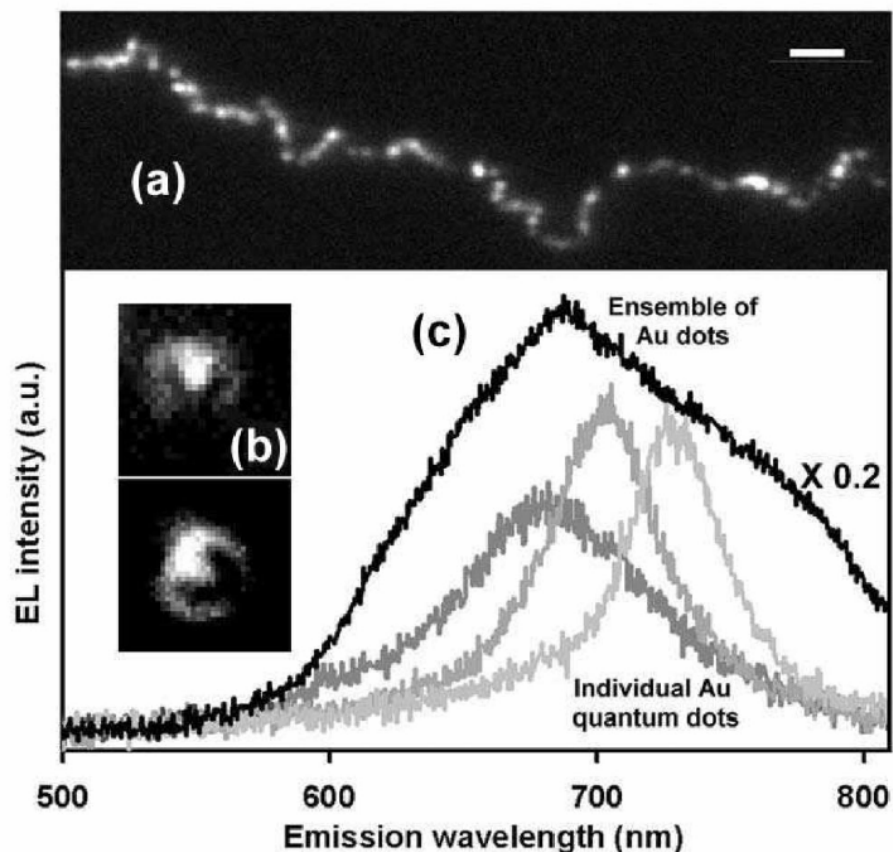 (a)
(b)
(c)
Ensemble of
Au dots
X 0.2
Individual Au
quantum dots
EL intensity (a.u.)
500 600 700 800
Emission wavelength (nm)